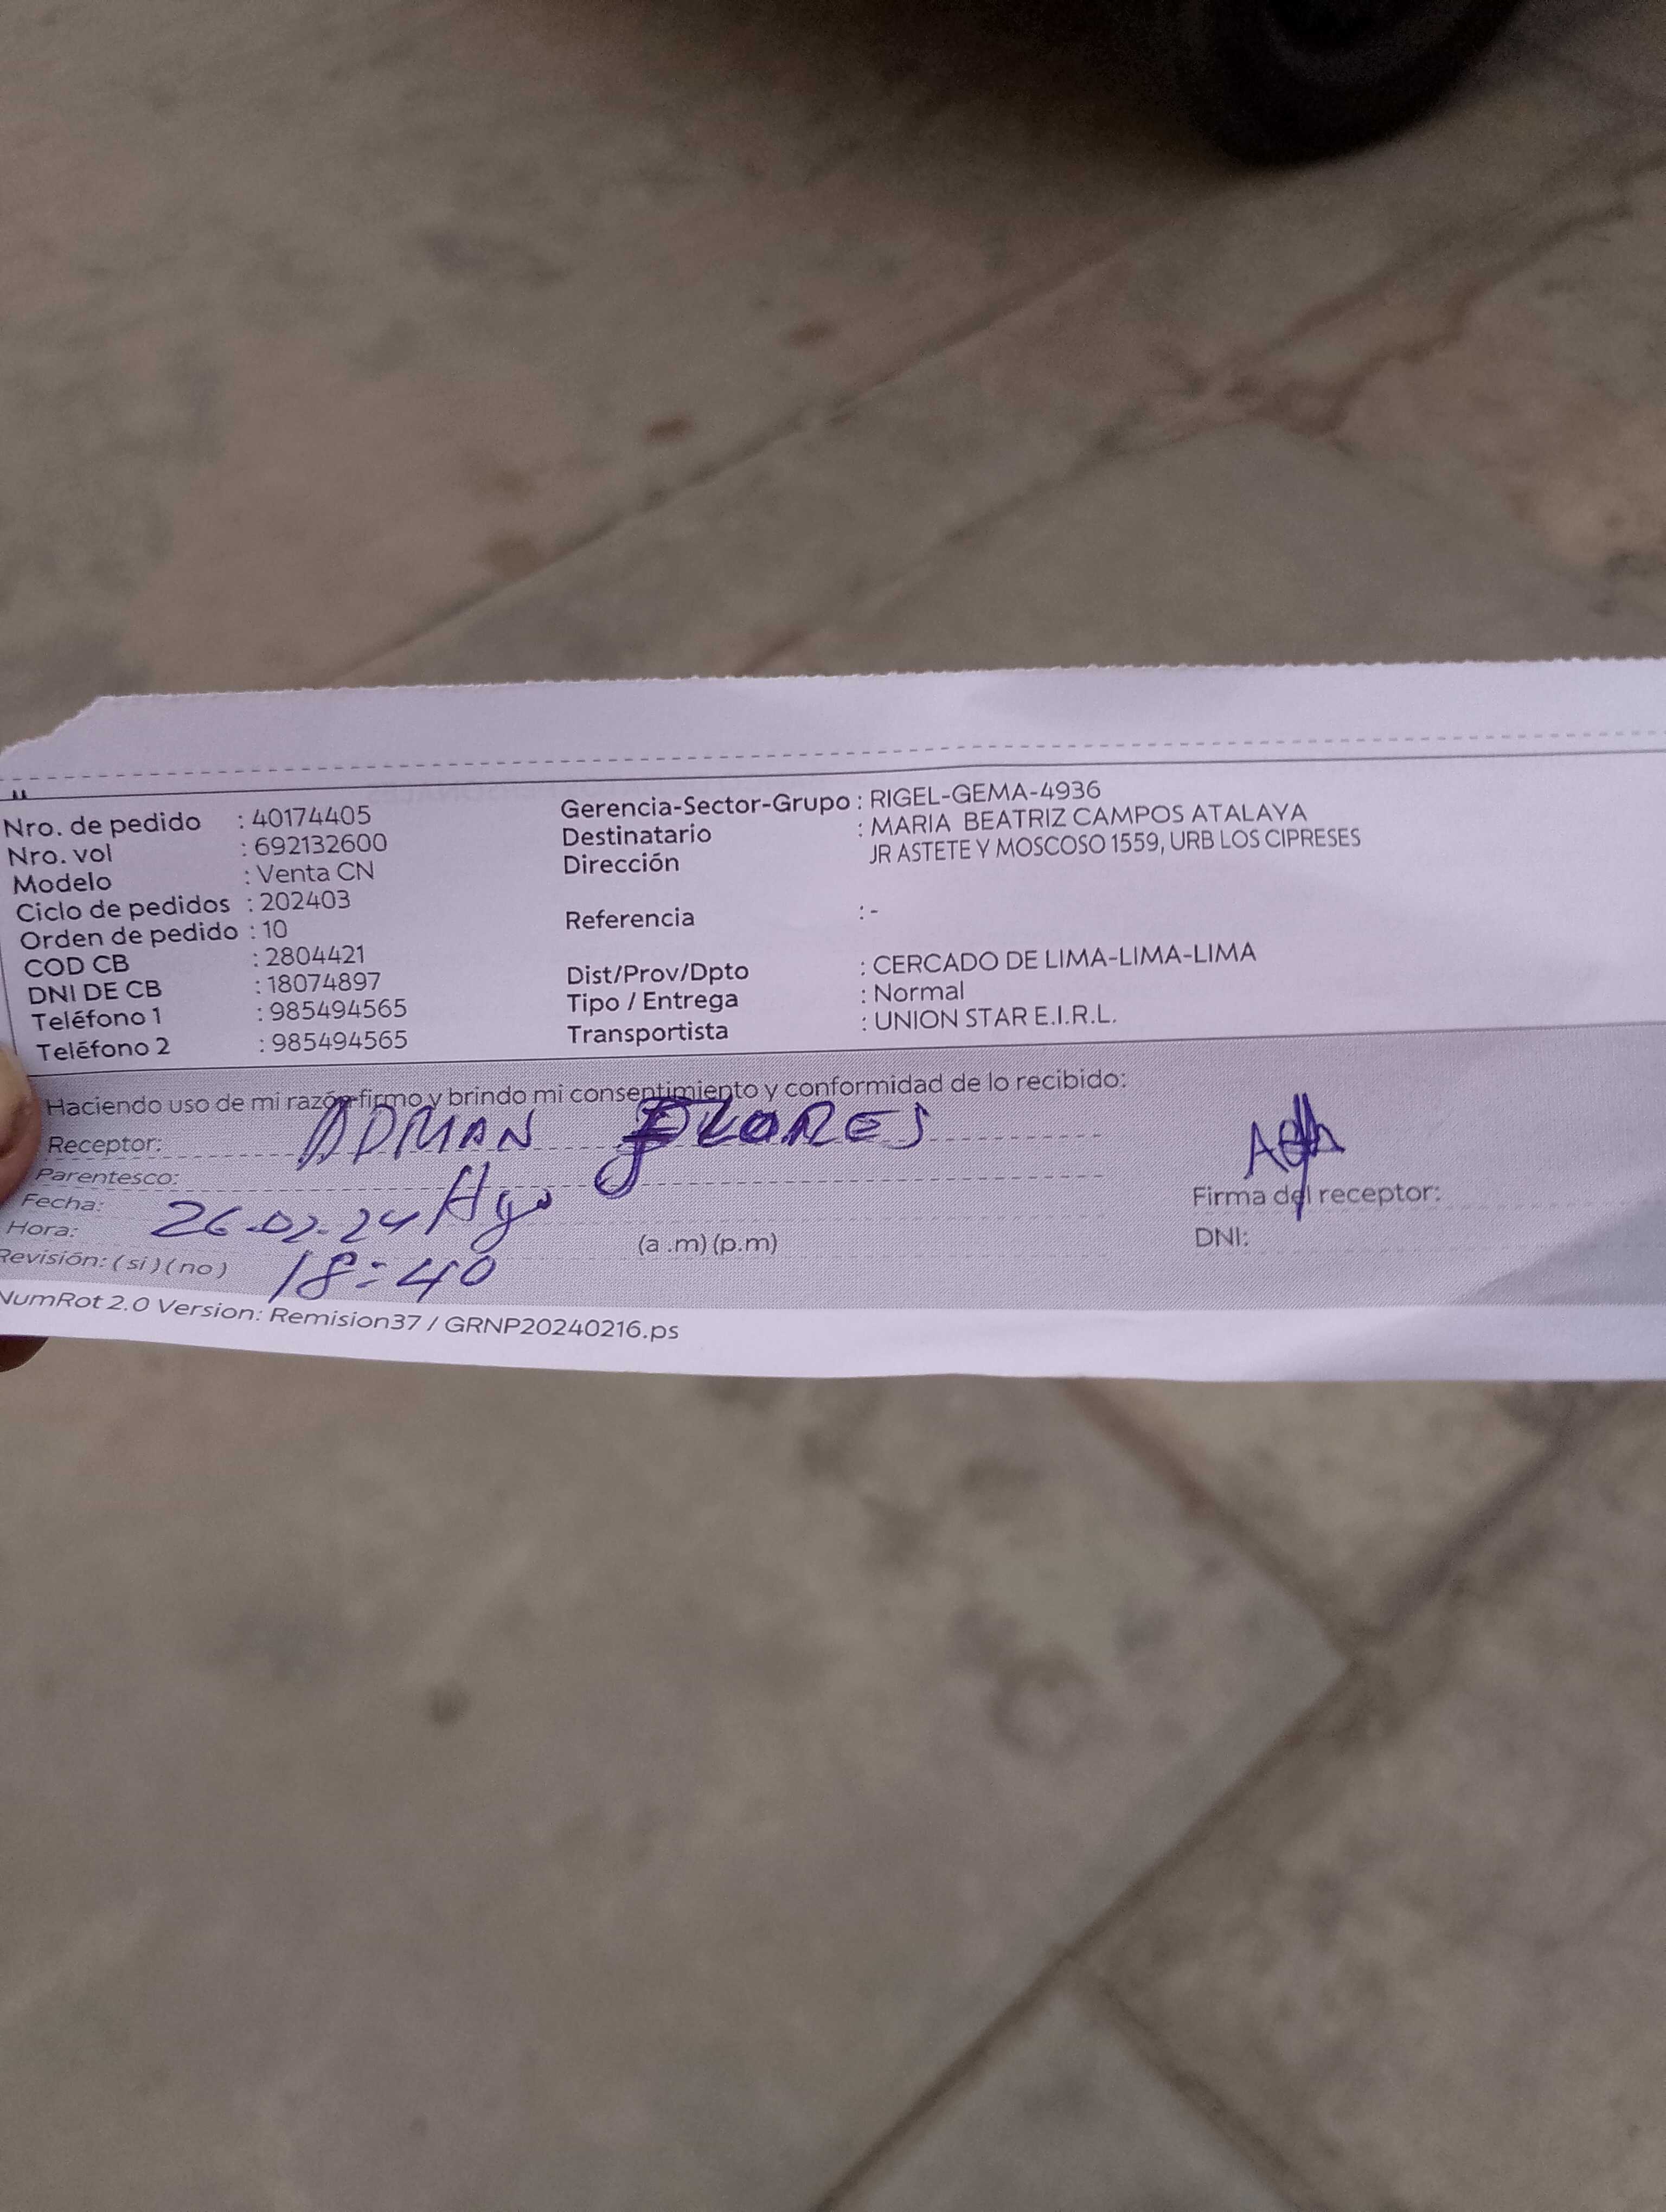 Nro. de pedido : 40174405
Nro. vol : 692132600
Modelo : Venta CN
Ciclo de pedidos : 202403
Orden de pedido : 10
COD CB : 2804421
DNI DE CB : 18074897
Teléfono 1 : 985494565
Teléfono 2 : 985494565
Gerencia-Sector-Grupo : RIGEL-GEMA-4936
Destinatario : MARIA BEATRIZ CAMPOS ATALAYA
Dirección JR ASTETE Y MOSCOSO 1559, URB LOS CIPRESES
Referencia : -
Dist/Prov/Dpto : CERCADO DE LIMA-LIMA-LIMA
Tipo / Entrega : Normal
Transportista : UNION STAR E.I.R.L.
Haciendo uso de mi razón firmo y brindo mi consentimiento y conformidad de lo recibido:
Receptor: ADRIAN FLORES
Parentesco: Hijo
Fecha: 26-02-24
Hora: 18:40 (a .m) (p.m)
Revisión: ( si ) ( no )
Firma del receptor:
DNI:
NumRot 2.0 Version: Remision37 / GRNP20240216.ps